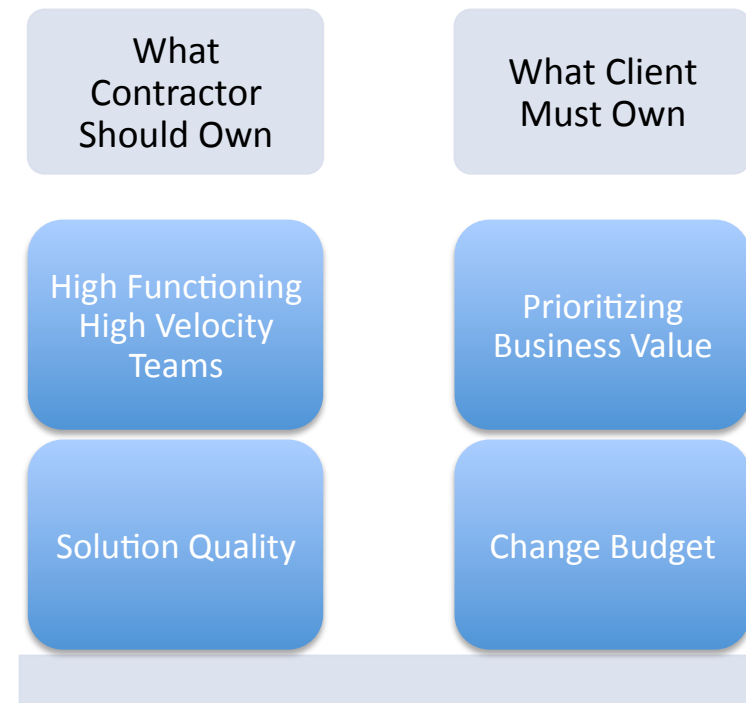 What
Contractor
Should Own
What Client
Must Own
High Functioning
High Velocity
Teams
Prioritizing
Business Value
Solution Quality
Change Budget